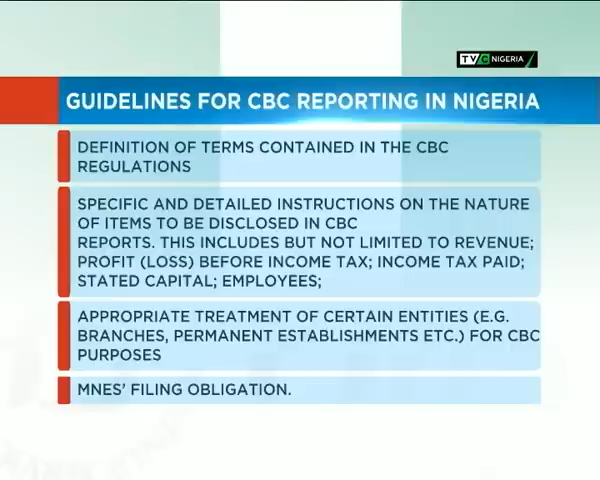 TVC NIGERIA
GUIDELINES FOR CBC REPORTING IN NIGERIA
DEFINITION OF TERMS CONTAINED IN THE CBC
REGULATIONS
SPECIFIC AND DETAILED INSTRUCTIONS ON THE NATURE
OF ITEMS TO BE DISCLOSED IN CBC
REPORTS. THIS INCLUDES BUT NOT LIMITED TO REVENUE;
PROFIT (LOSS) BEFORE INCOME TAX; INCOME TAX PAID;
STATED CAPITAL; EMPLOYEES;
APPROPRIATE TREATMENT OF CERTAIN ENTITIES (E.G.
BRANCHES, PERMANENT ESTABLISHMENTS ETC.) FOR CBC
PURPOSES
MNES' FILING OBLIGATION.